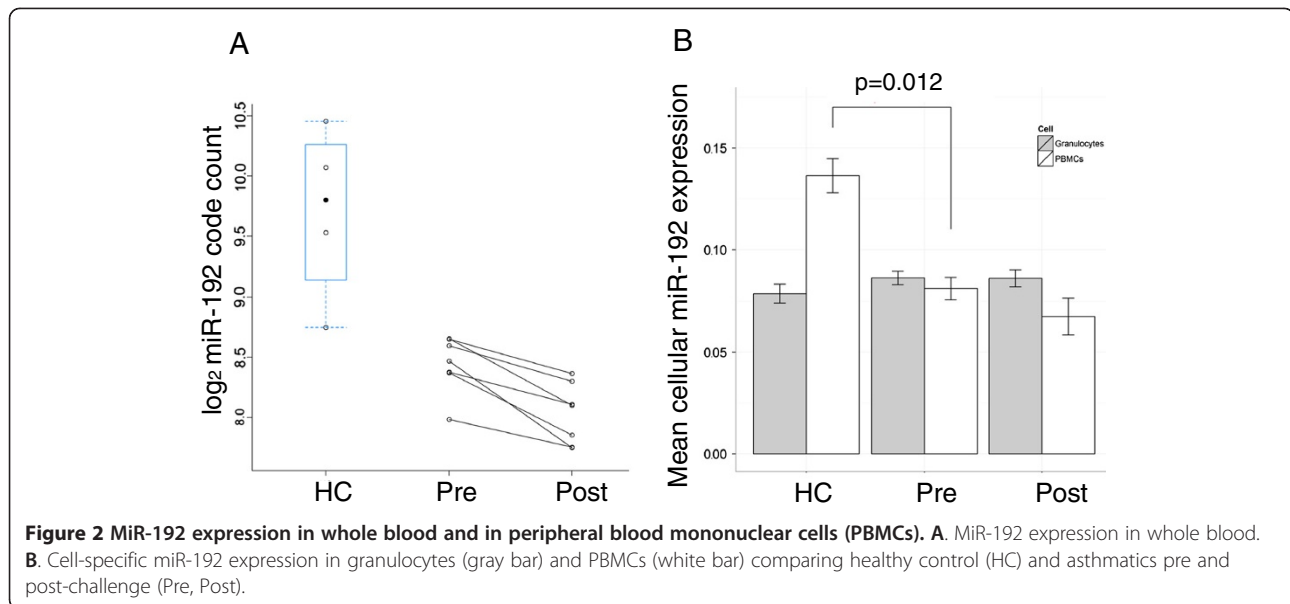 A
log2 miR-192 code count
10.5
10.0
9.5
9.0
8.5
8.0
HC Pre Post
B
p=0.012
Mean cellular miR-192 expression
0.15
0.10
0.05
0.00
Cell
Granulocytes
PBMCs
HC Pre Post
Figure 2 MiR-192 expression in whole blood and in peripheral blood mononuclear cells (PBMCs). A. MiR-192 expression in whole blood.
B. Cell-specific miR-192 expression in granulocytes (gray bar) and PBMCs (white bar) comparing healthy control (HC) and asthmatics pre and
post-challenge (Pre, Post).